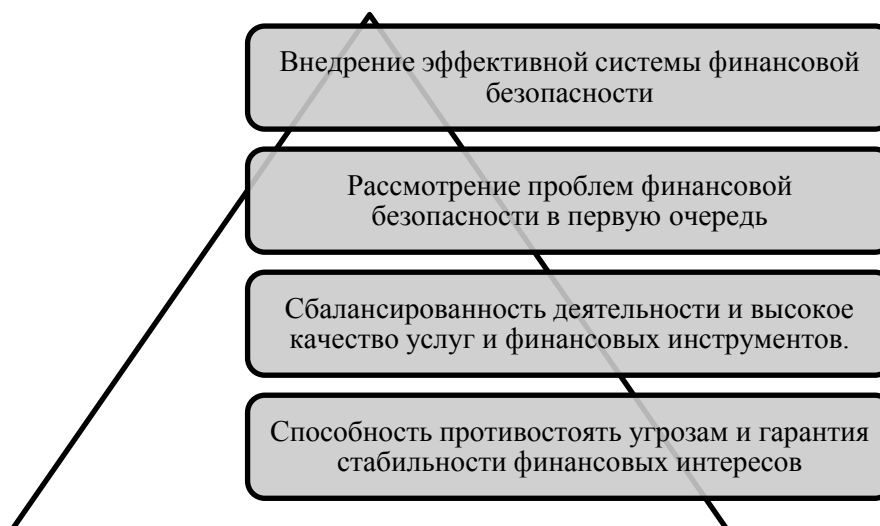 Внедрение эффективной системы финансовой
безопасности
Рассмотрение проблем финансовой
безопасности в первую очередь
Сбалансированность деятельности и высокое
качество услуг и финансовых инструментов.
Способность противостоять угрозам и гарантия
стабильности финансовых интересов